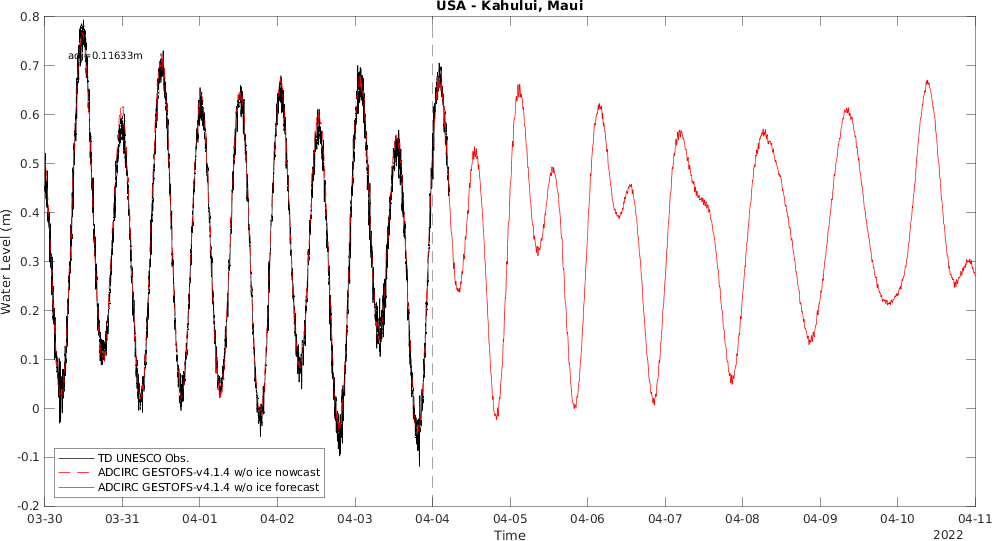 USA - Kahului, Maui
0.8
adj=0.11633m
0.7
0.6
0.5
0.4
0.3
0.2
0.1
0
-0.1
-0.2
Water Level (m)
TD UNESCO Obs.
ADCIRC GESTOFS-v4.1.4 w/o ice nowcast
ADCIRC GESTOFS-v4.1.4 w/o ice forecast
03-30 03-31 04-01 04-02 04-03 04-04 04-05 04-06 04-07 04-08 04-09 04-10 04-11
Time
2022